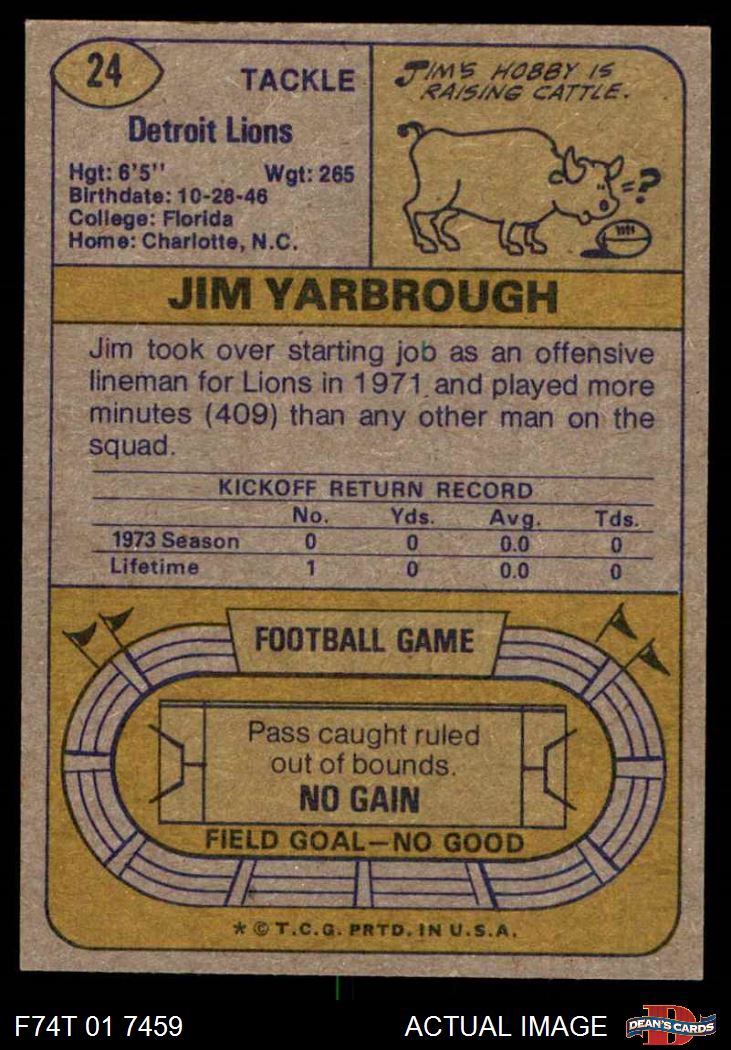 24
TACKLE
Detroit Lions
Hgt: 6'5" Wgt: 265
Birthdate: 10-28-46
College: Florida
Home: Charlotte, N.C.
JIM'S HOBBY IS
RAISING CATTLE.
=?
JIM YARBROUGH
Jim took over starting job as an offensive
lineman for Lions in 1971 and played more
minutes (409) than any other man on the
squad.
KICKOFF RETURN RECORD
No. Yds. Avg. Tds.
1973 Season 0 0 0.0 0
Lifetime 1 0 0.0 0
FOOTBALL GAME
Pass caught ruled
out of bounds.
NO GAIN
FIELD GOAL—NO GOOD
* © T.C.G. PRTD. IN U.S.A.
F74T 01 7459 ACTUAL IMAGE D DEAN'S CARDS